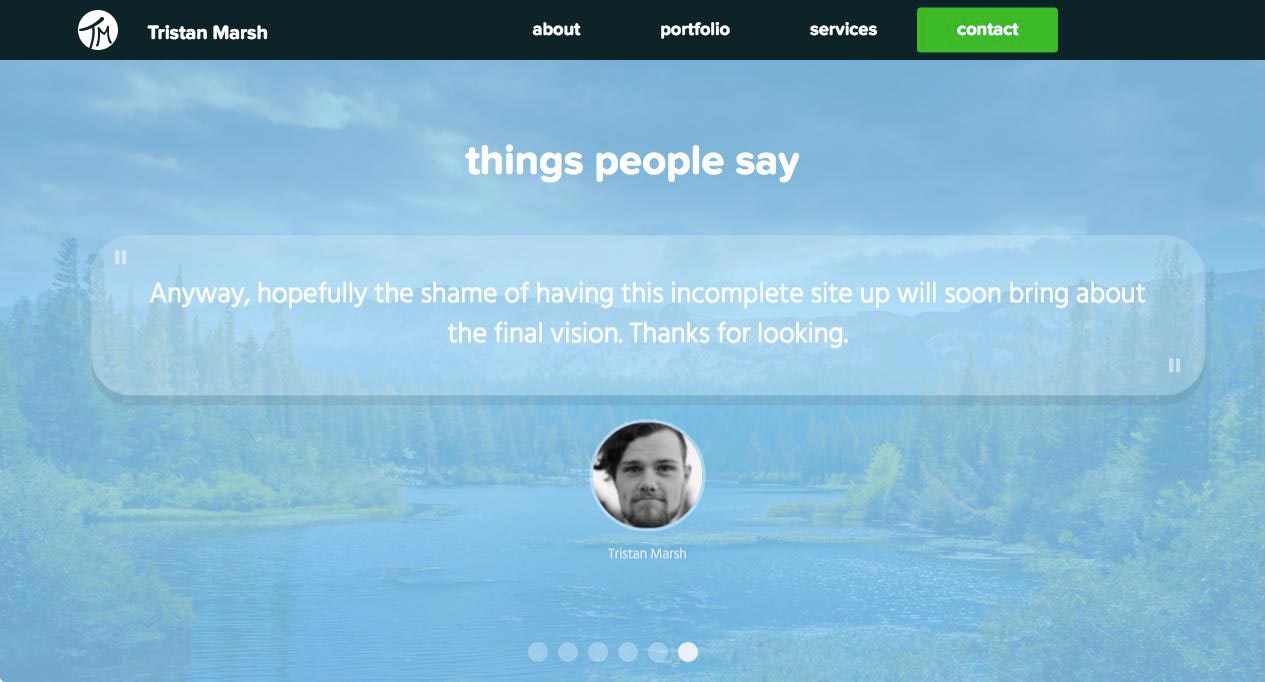 TM Tristan Marsh about portfolio services contact
things people say
"
Anyway, hopefully the shame of having this incomplete site up will soon bring about
the final vision. Thanks for looking.
"
Tristan Marsh